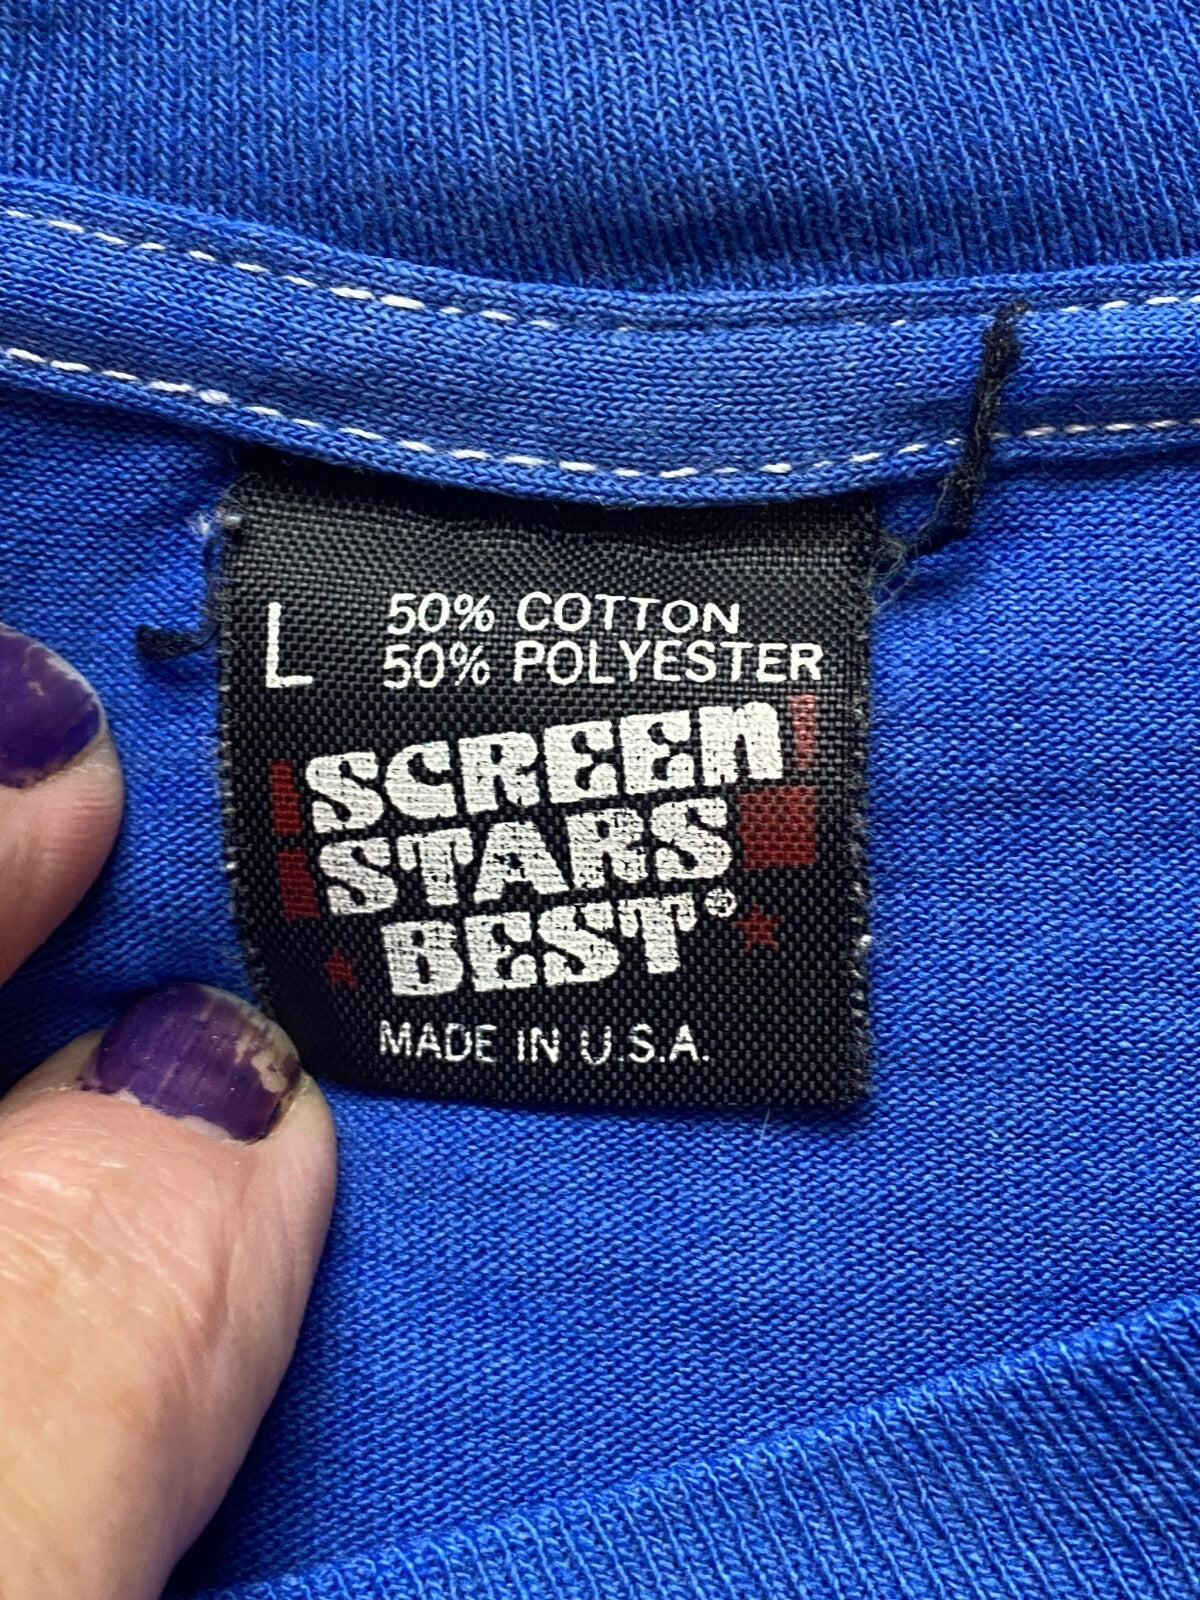 L 50% COTTON
50% POLYESTER
SCREEN
STARS
BEST®
MADE IN U.S.A.